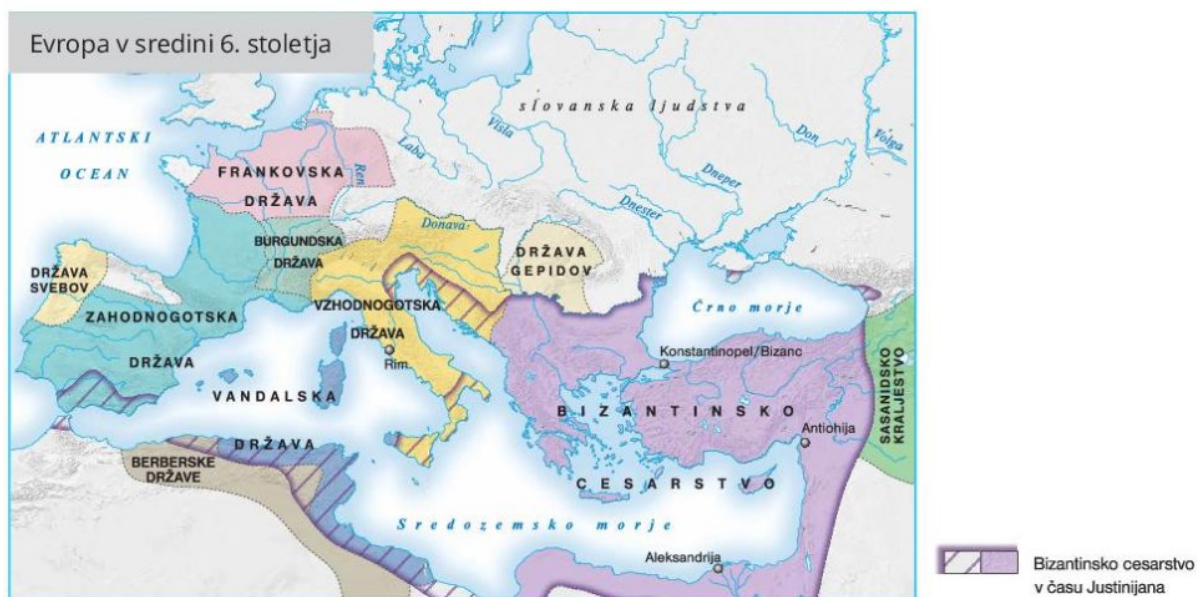 Evropa v sredini 6. stoletja
ATLANTSKI
OCEAN
slovanska ljudstva
Visla
Laba
Ren
Don
Volga
Dneper
Dnester
Donava
FRANKOVSKA
DRŽAVA
BURGUNDSKA
DRŽAVA
DRŽAVA
GEPIDOV
DRŽAVA
SVEBOV
ZAHODNOGOTSKA
DRŽAVA
VZHODNOGOTSKA
DRŽAVA
Rim
Črno morje
Konstantinopel/Bizanc
SASANIDSKO
KRALJESTVO
VANDALSKA
DRŽAVA
BIZANTINSKO
CESARSTVO
Antiohija
BERBERSKE
DRŽAVE
Sredozemsko morje
Aleksandrija
Bizantinsko cesarstvo
v času Justinijana